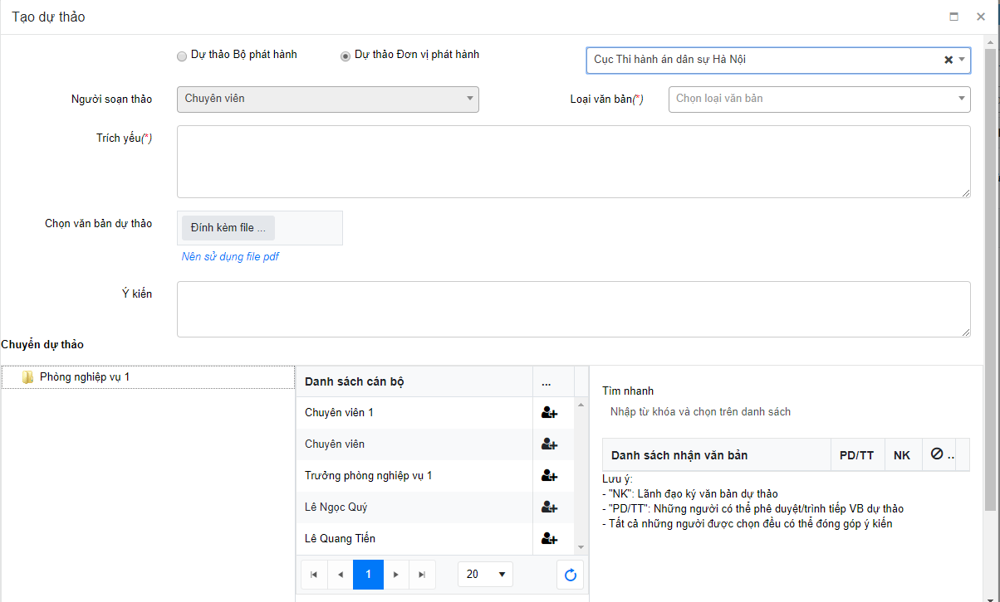 Tạo dự thảo
Dự thảo Bộ phát hành
Dự thảo Đơn vị phát hành
Cục Thi hành án dân sự Hà Nội
Người soạn thảo
Chuyên viên
Loại văn bản(*)
Chọn loại văn bản
Trích yếu(*)
Chọn văn bản dự thảo
Đính kèm file ...
Nên sử dụng file pdf
Ý kiến
Chuyển dự thảo
Phòng nghiệp vụ 1
Danh sách cán bộ ...
Chuyên viên 1
Chuyên viên
Trưởng phòng nghiệp vụ 1
Lê Ngọc Quý
Lê Quang Tiến
1
20
Tìm nhanh
Nhập từ khóa và chọn trên danh sách
Danh sách nhận văn bản PD/TT NK ..
Lưu ý:
- "NK": Lãnh đạo ký văn bản dự thảo
- "PD/TT": Những người có thể phê duyệt/trình tiếp VB dự thảo
- Tất cả những người được chọn đều có thể đóng góp ý kiến